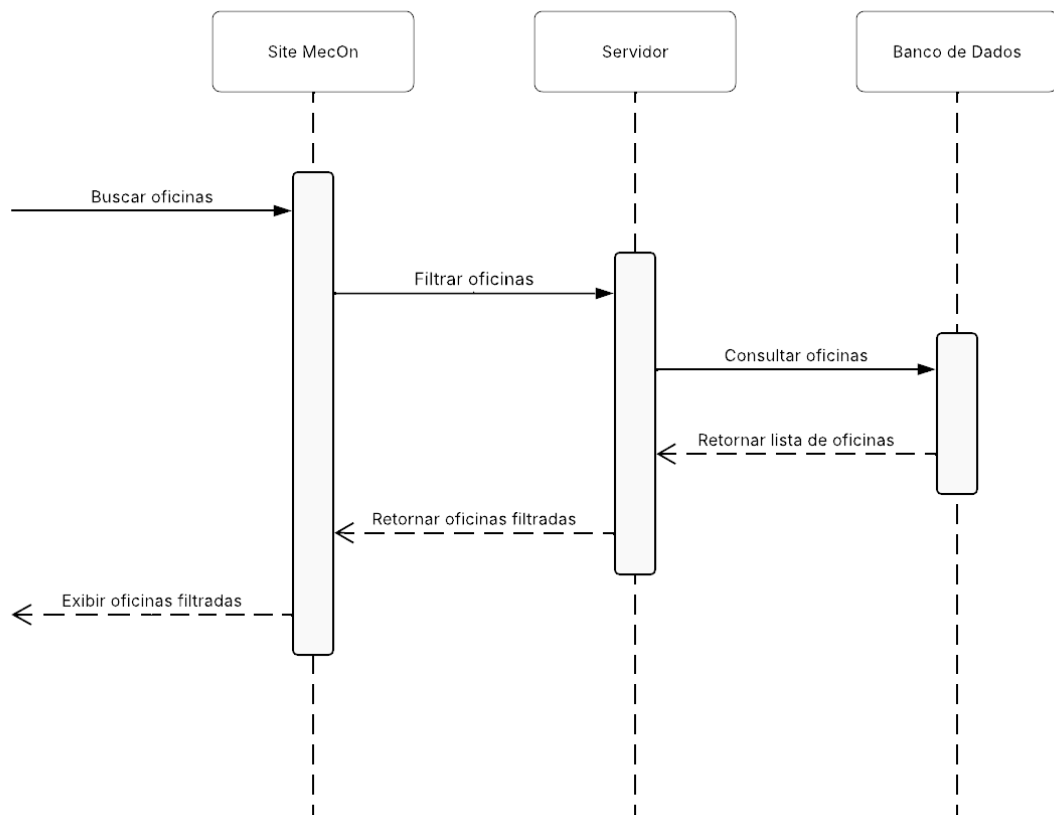 Site MecOn
Servidor
Banco de Dados
Buscar oficinas
Filtrar oficinas
Consultar oficinas
Retornar lista de oficinas
Retornar oficinas filtradas
Exibir oficinas filtradas